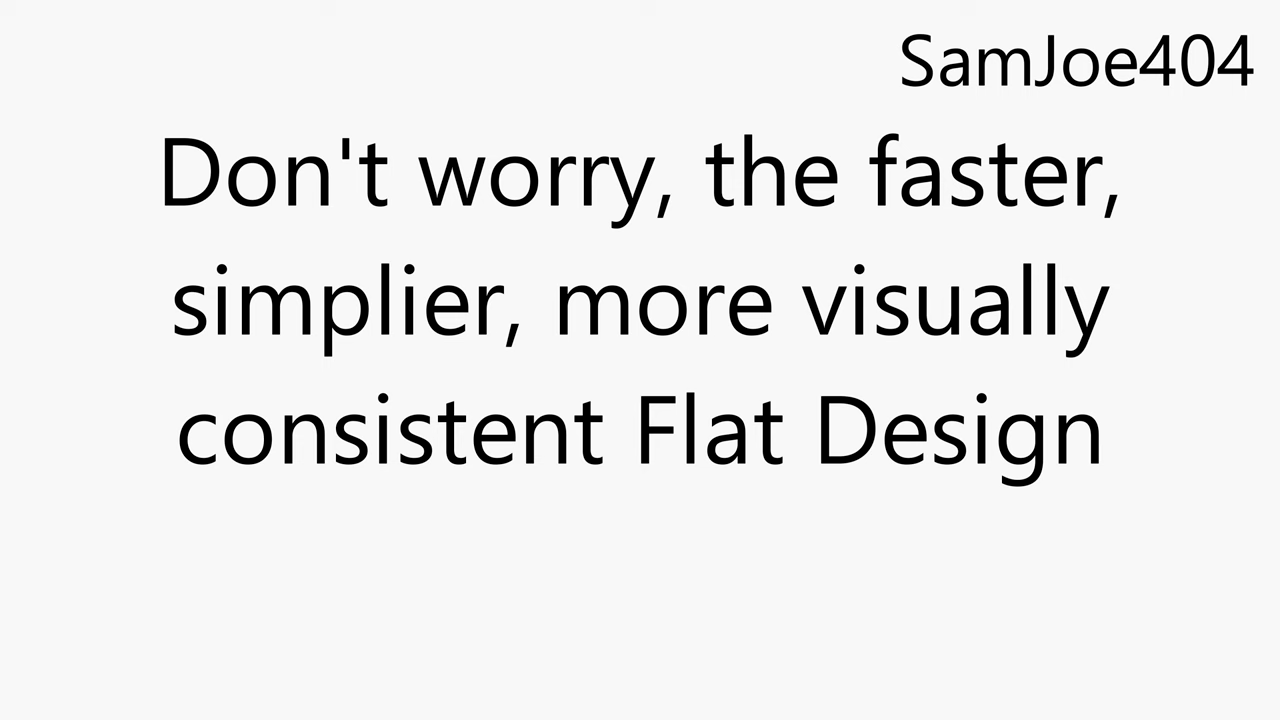 SamJoe404
Don't worry, the faster,
simplier, more visually
consistent Flat Design